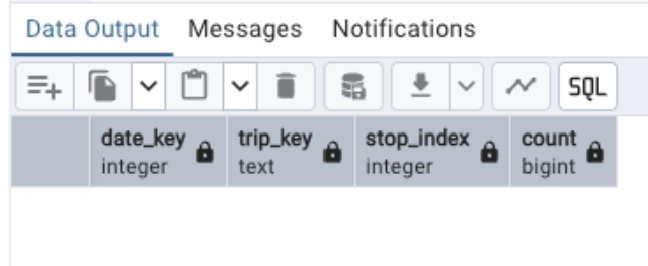 Data Output Messages Notifications
SQL
date_key trip_key stop_index count
integer text integer bigint